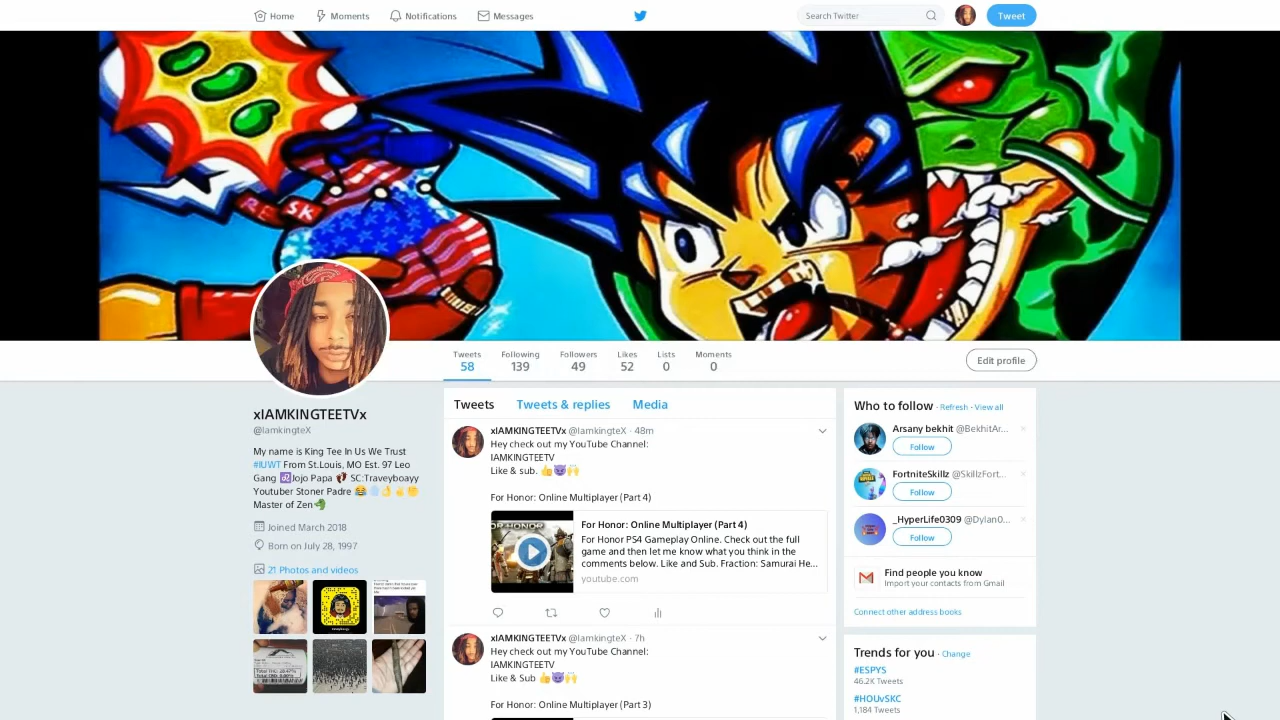 Home
Moments
Notifications
Messages
Search Twitter
Tweet
SK
Tweets
58
Following
139
Followers
49
Likes
52
Lists
0
Moments
0
Edit profile
xIAMKINGTEETVx
@IamkingteX
My name is King Tee In Us We Trust
#IUWT From St.Louis, MO Est. 97 Leo
Gang ♌Jojo Papa 👣 SC:Traveyboayy
Youtuber Stoner Padre 😂
Master of Zen🐲
Joined March 2018
Born on July 28, 1997
21 Photos and videos
Tweets Tweets & replies Media
xIAMKINGTEETVx @IamkingteX · 48m
Hey check out my YouTube Channel:
IAMKINGTEETV
Like & sub. 👍😈🙌
For Honor: Online Multiplayer (Part 4)
For Honor: Online Multiplayer (Part 4)
For Honor PS4 Gameplay Online. Check out the full
game and then let me know what you think in the
comments below. Like and Sub. Fraction: Samurai He...
youtube.com
xIAMKINGTEETVx @IamkingteX · 7h
Hey check out my YouTube Channel:
IAMKINGTEETV
Like & Sub 👍😈🙌
For Honor: Online Multiplayer (Part 3)
Who to follow · Refresh · View all
Arsany bekhit @BekhitAr...
Follow
FortniteSkillz @SkillzFort...
Follow
_HyperLife0309 @Dylan0...
Follow
Find people you know
Import your contacts from Gmail
Connect other address books
Trends for you · Change
#ESPYS
46.2K Tweets
#HOUvSKC
1,184 Tweets